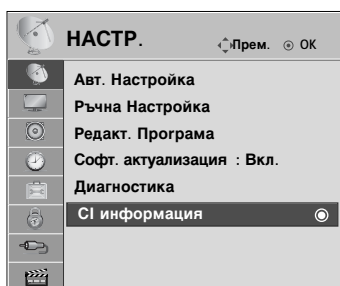 НАСТР. Прем. OK
Авт. Настройка
Ръчна Настройка
Редакт. Програма
Софт. актуализация : Вкл.
Диагностика
CI информация